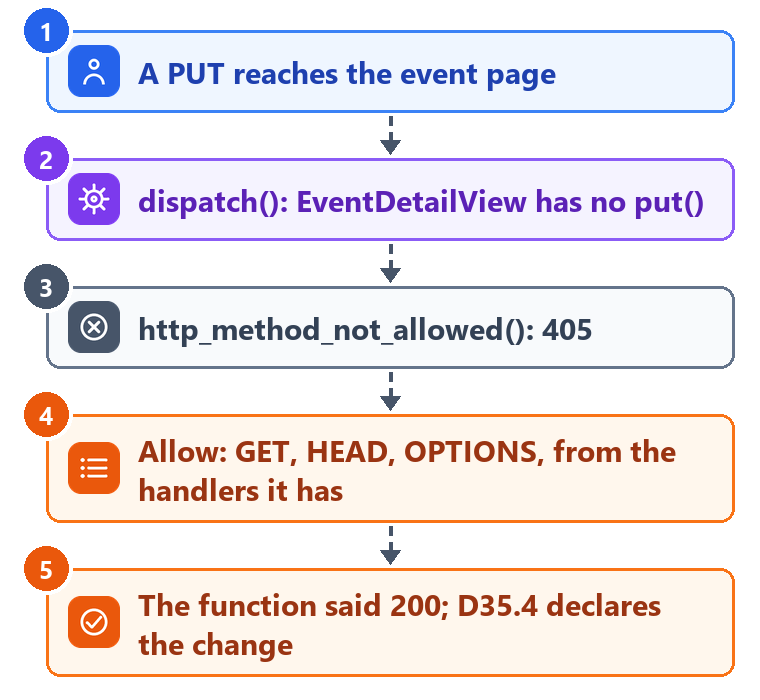 1
A PUT reaches the event page
2
dispatch(): EventDetailView has no put()
3
http_method_not_allowed(): 405
4
Allow: GET, HEAD, OPTIONS, from the
handlers it has
5
The function said 200; D35.4 declares
the change